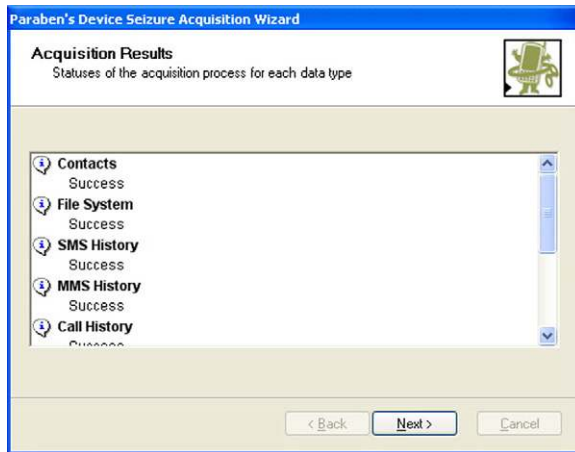 Paraben's Device Seizure Acquisition Wizard
Acquisition Results
Statuses of the acquisition process for each data type
Contacts
Success
File System
Success
SMS History
Success
MMS History
Success
Call History
Success
< Back
Next >
Cancel